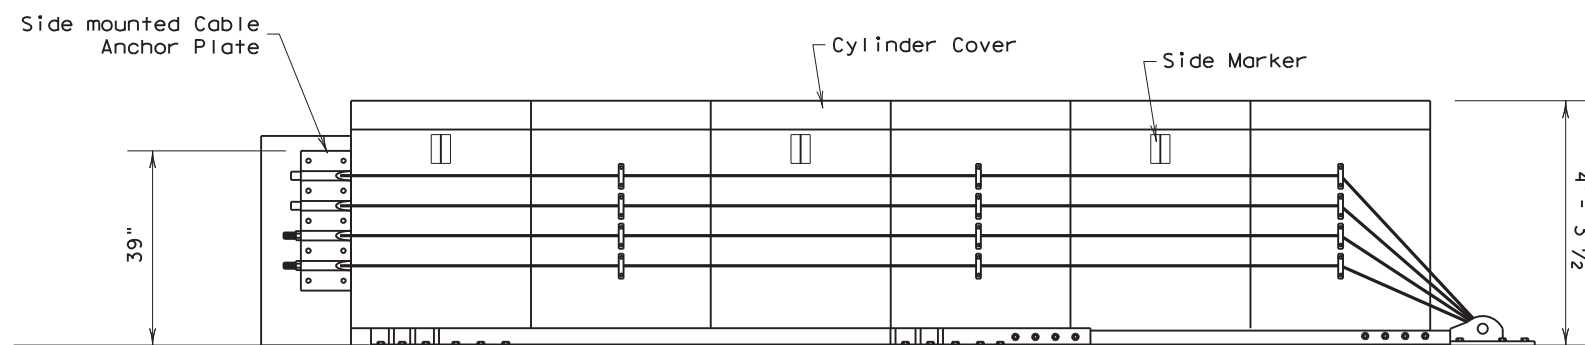 Side mounted Cable
Anchor Plate
Cylinder Cover
Side Marker
39"
4 - 3 ½